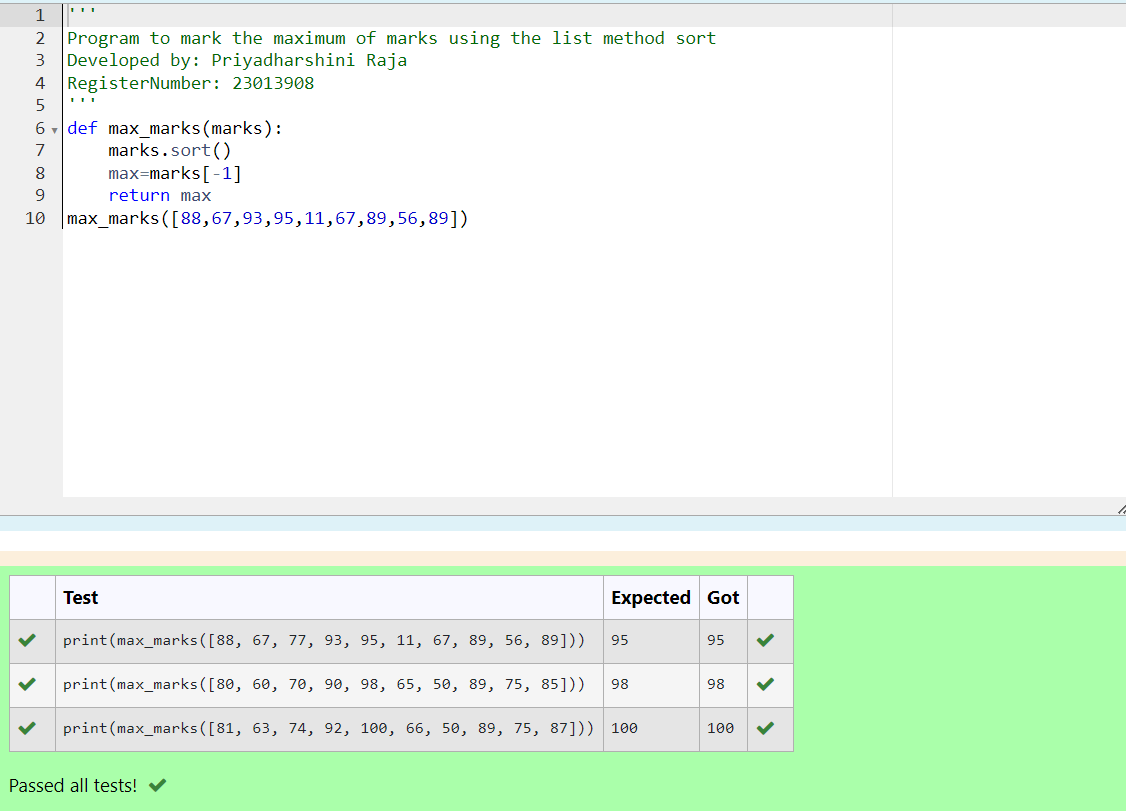 1 '''
2 Program to mark the maximum of marks using the list method sort
3 Developed by: Priyadharshini Raja
4 RegisterNumber: 23013908
5 '''
6 def max_marks(marks):
7     marks.sort()
8     max=marks[-1]
9     return max
10 max_marks([88,67,93,95,11,67,89,56,89])
Test Expected Got
print(max_marks([88, 67, 77, 93, 95, 11, 67, 89, 56, 89])) 95 95
print(max_marks([80, 60, 70, 90, 98, 65, 50, 89, 75, 85])) 98 98
print(max_marks([81, 63, 74, 92, 100, 66, 50, 89, 75, 87])) 100 100
Passed all tests!